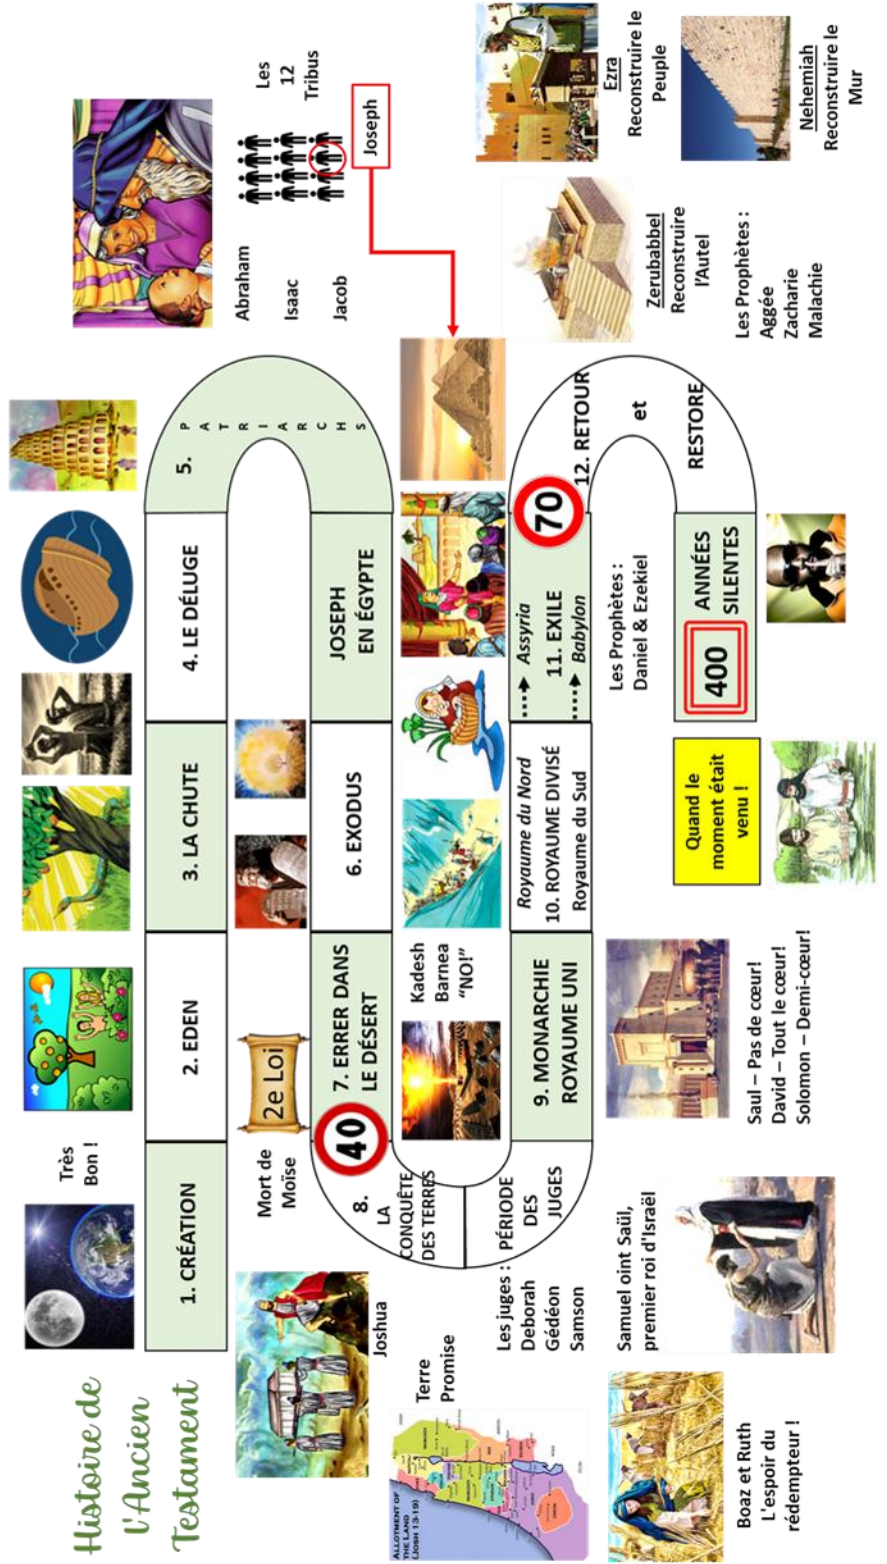 Histoire de
L'Ancien
Testament
Très
Bon !
1. CRÉATION
2. EDEN
3. LA CHUTE
4. LE DÉLUGE
5.
P
A
T
R
I
A
R
C
H
S
Abraham
Isaac
Jacob
Les
12
Tribus
Joseph
JOSEPH
EN ÉGYPTE
6. EXODUS
7. ERRER DANS
LE DÉSERT
40
2e Loi
Mort de
Moïse
Joshua
8.
LA
CONQUÊTE
DES TERRES
Kadesh
Barnea
"NO!"
Terre
Promise
ALLOTMENT OF
THE LAND
(JOSH 13-19)
PÉRIODE
DES
JUGES
Les juges :
Deborah
Gédéon
Samson
Boaz et Ruth
L'espoir du
rédempteur !
Samuel oint Saül,
premier roi d'Israël
9. MONARCHIE
ROYAUME UNI
Saul – Pas de cœur!
David – Tout le cœur!
Solomon – Demi-cœur!
Royaume du Nord
10. ROYAUME DIVISÉ
Royaume du Sud
Assyria
11. EXILE
Babylon
70
Les Prophètes :
Daniel & Ezekiel
12. RETOUR
et
RESTORE
Zerubabbel
Reconstruire
l'Autel
Ezra
Reconstruire le
Peuple
Nehemiah
Reconstruire le
Mur
Les Prophètes :
Aggée
Zacharie
Malachie
400
ANNÉES
SILENTES
Quand le
moment était
venu !